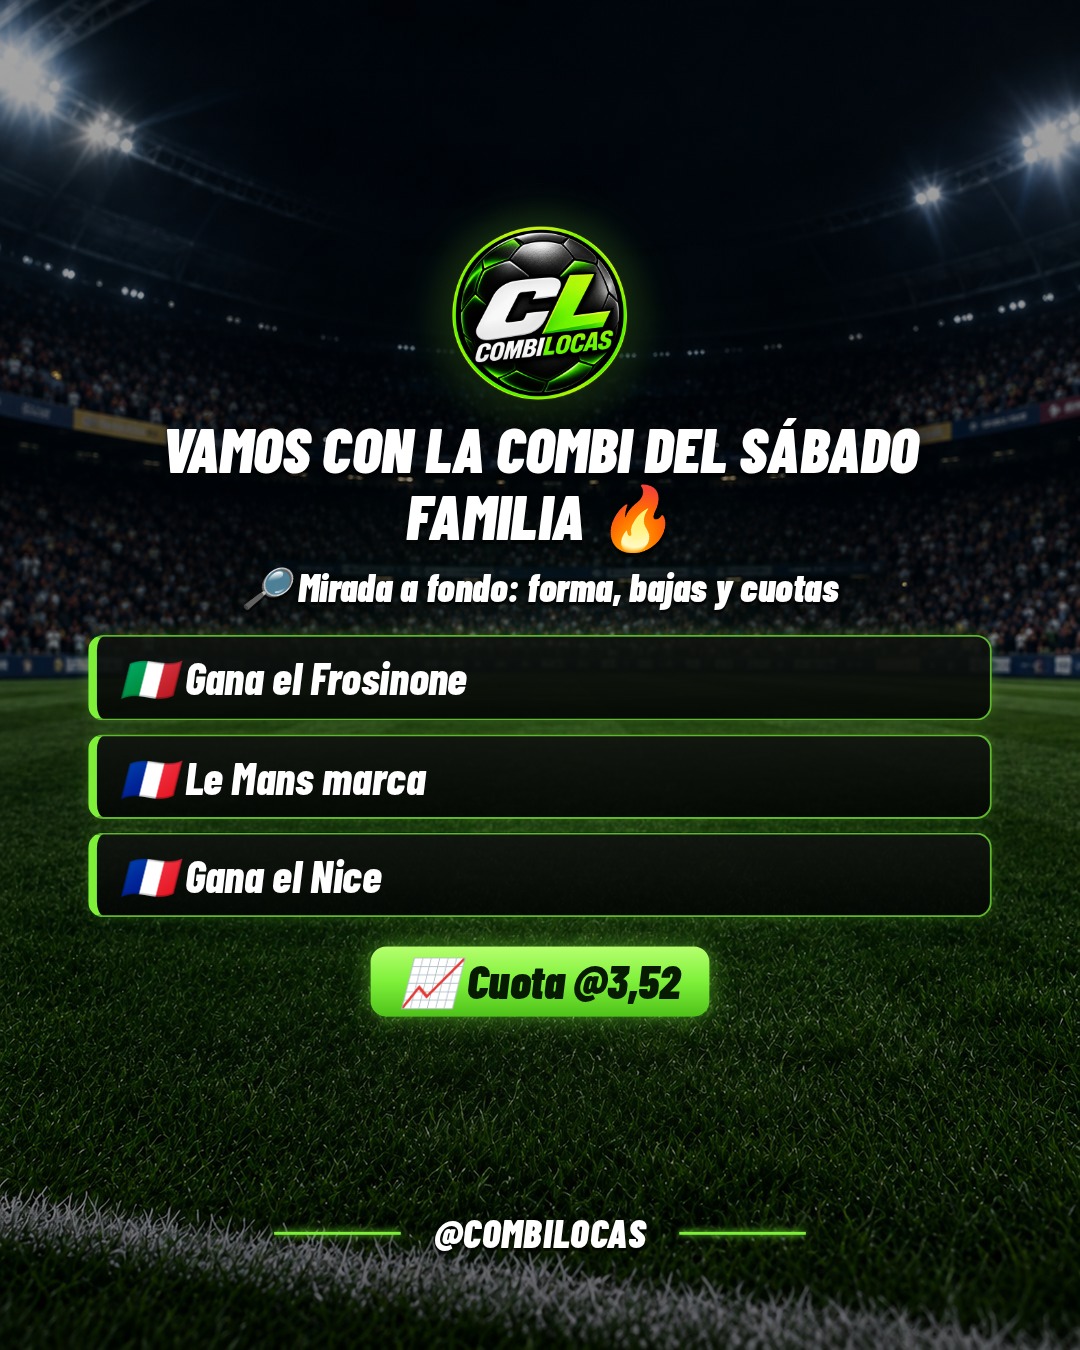 CL
COMBILOCAS
VAMOS CON LA COMBI DEL SÁBADO
FAMILIA 🔥
🔎 Mirada a fondo: forma, bajas y cuotas
🇮🇹 Gana el Frosinone
🇫🇷 Le Mans marca
🇫🇷 Gana el Nice
📈 Cuota @3,52
@COMBILOCAS